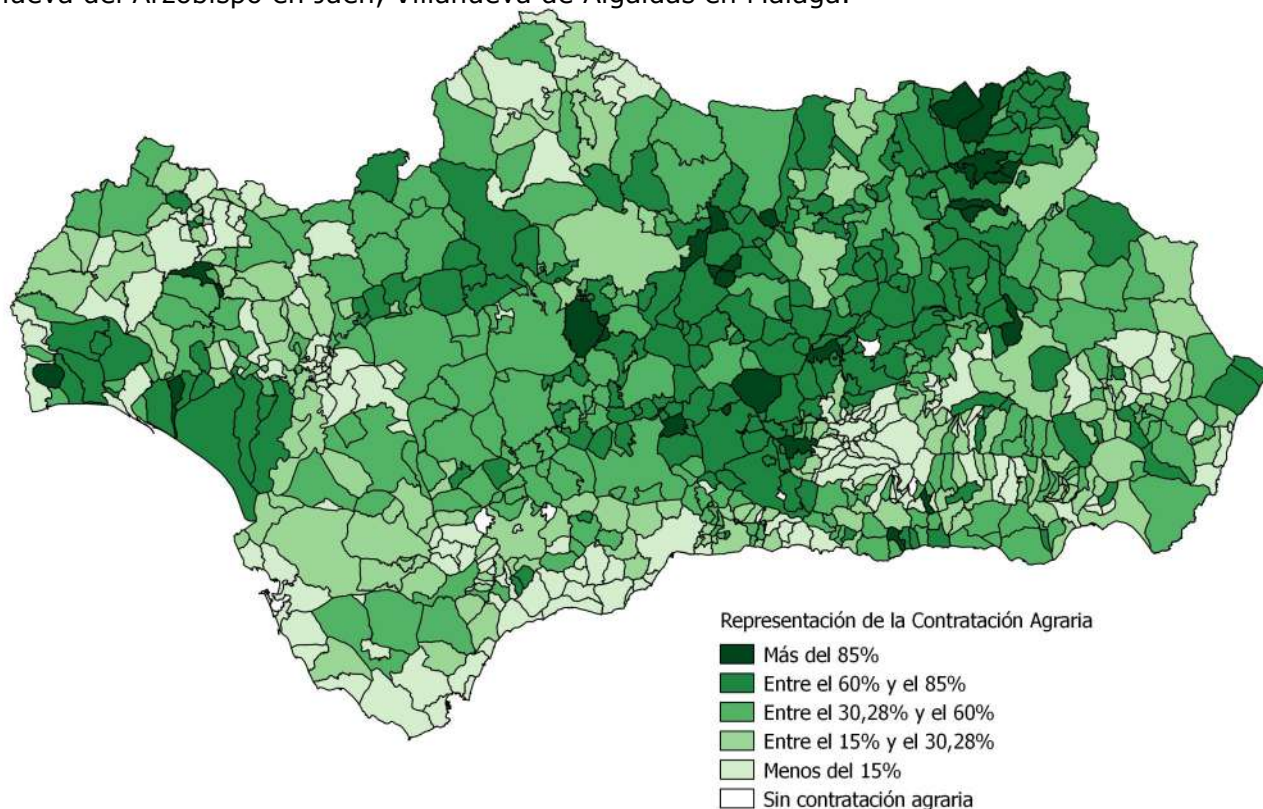 nueva del Arzobispo en Jaén, Villanueva de Algaidas en Málaga.
Representación de la Contratación Agraria
Más del 85%
Entre el 60% y el 85%
Entre el 30,28% y el 60%
Entre el 15% y el 30,28%
Menos del 15%
Sin contratación agraria